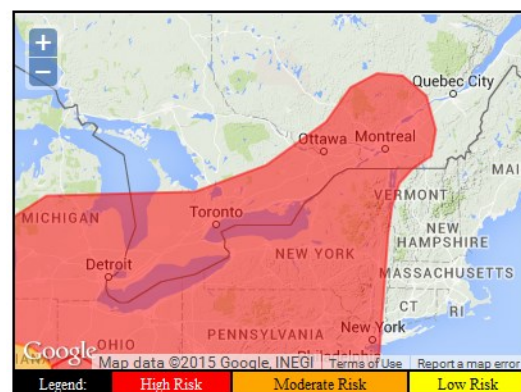 +
−
Quebec City
Ottawa
Montreal
MAI
VERMONT
MICHIGAN
Toronto
NEW
HAMPSHIRE
NEW YORK
Detroit
MASSACHUSETTS
CT
RI
OHIO
PENNSYLVANIA
New York
Philadelphia
Google
Map data ©2015 Google, INEGI
Terms of Use
Report a map error
Legend:
High Risk
Moderate Risk
Low Risk